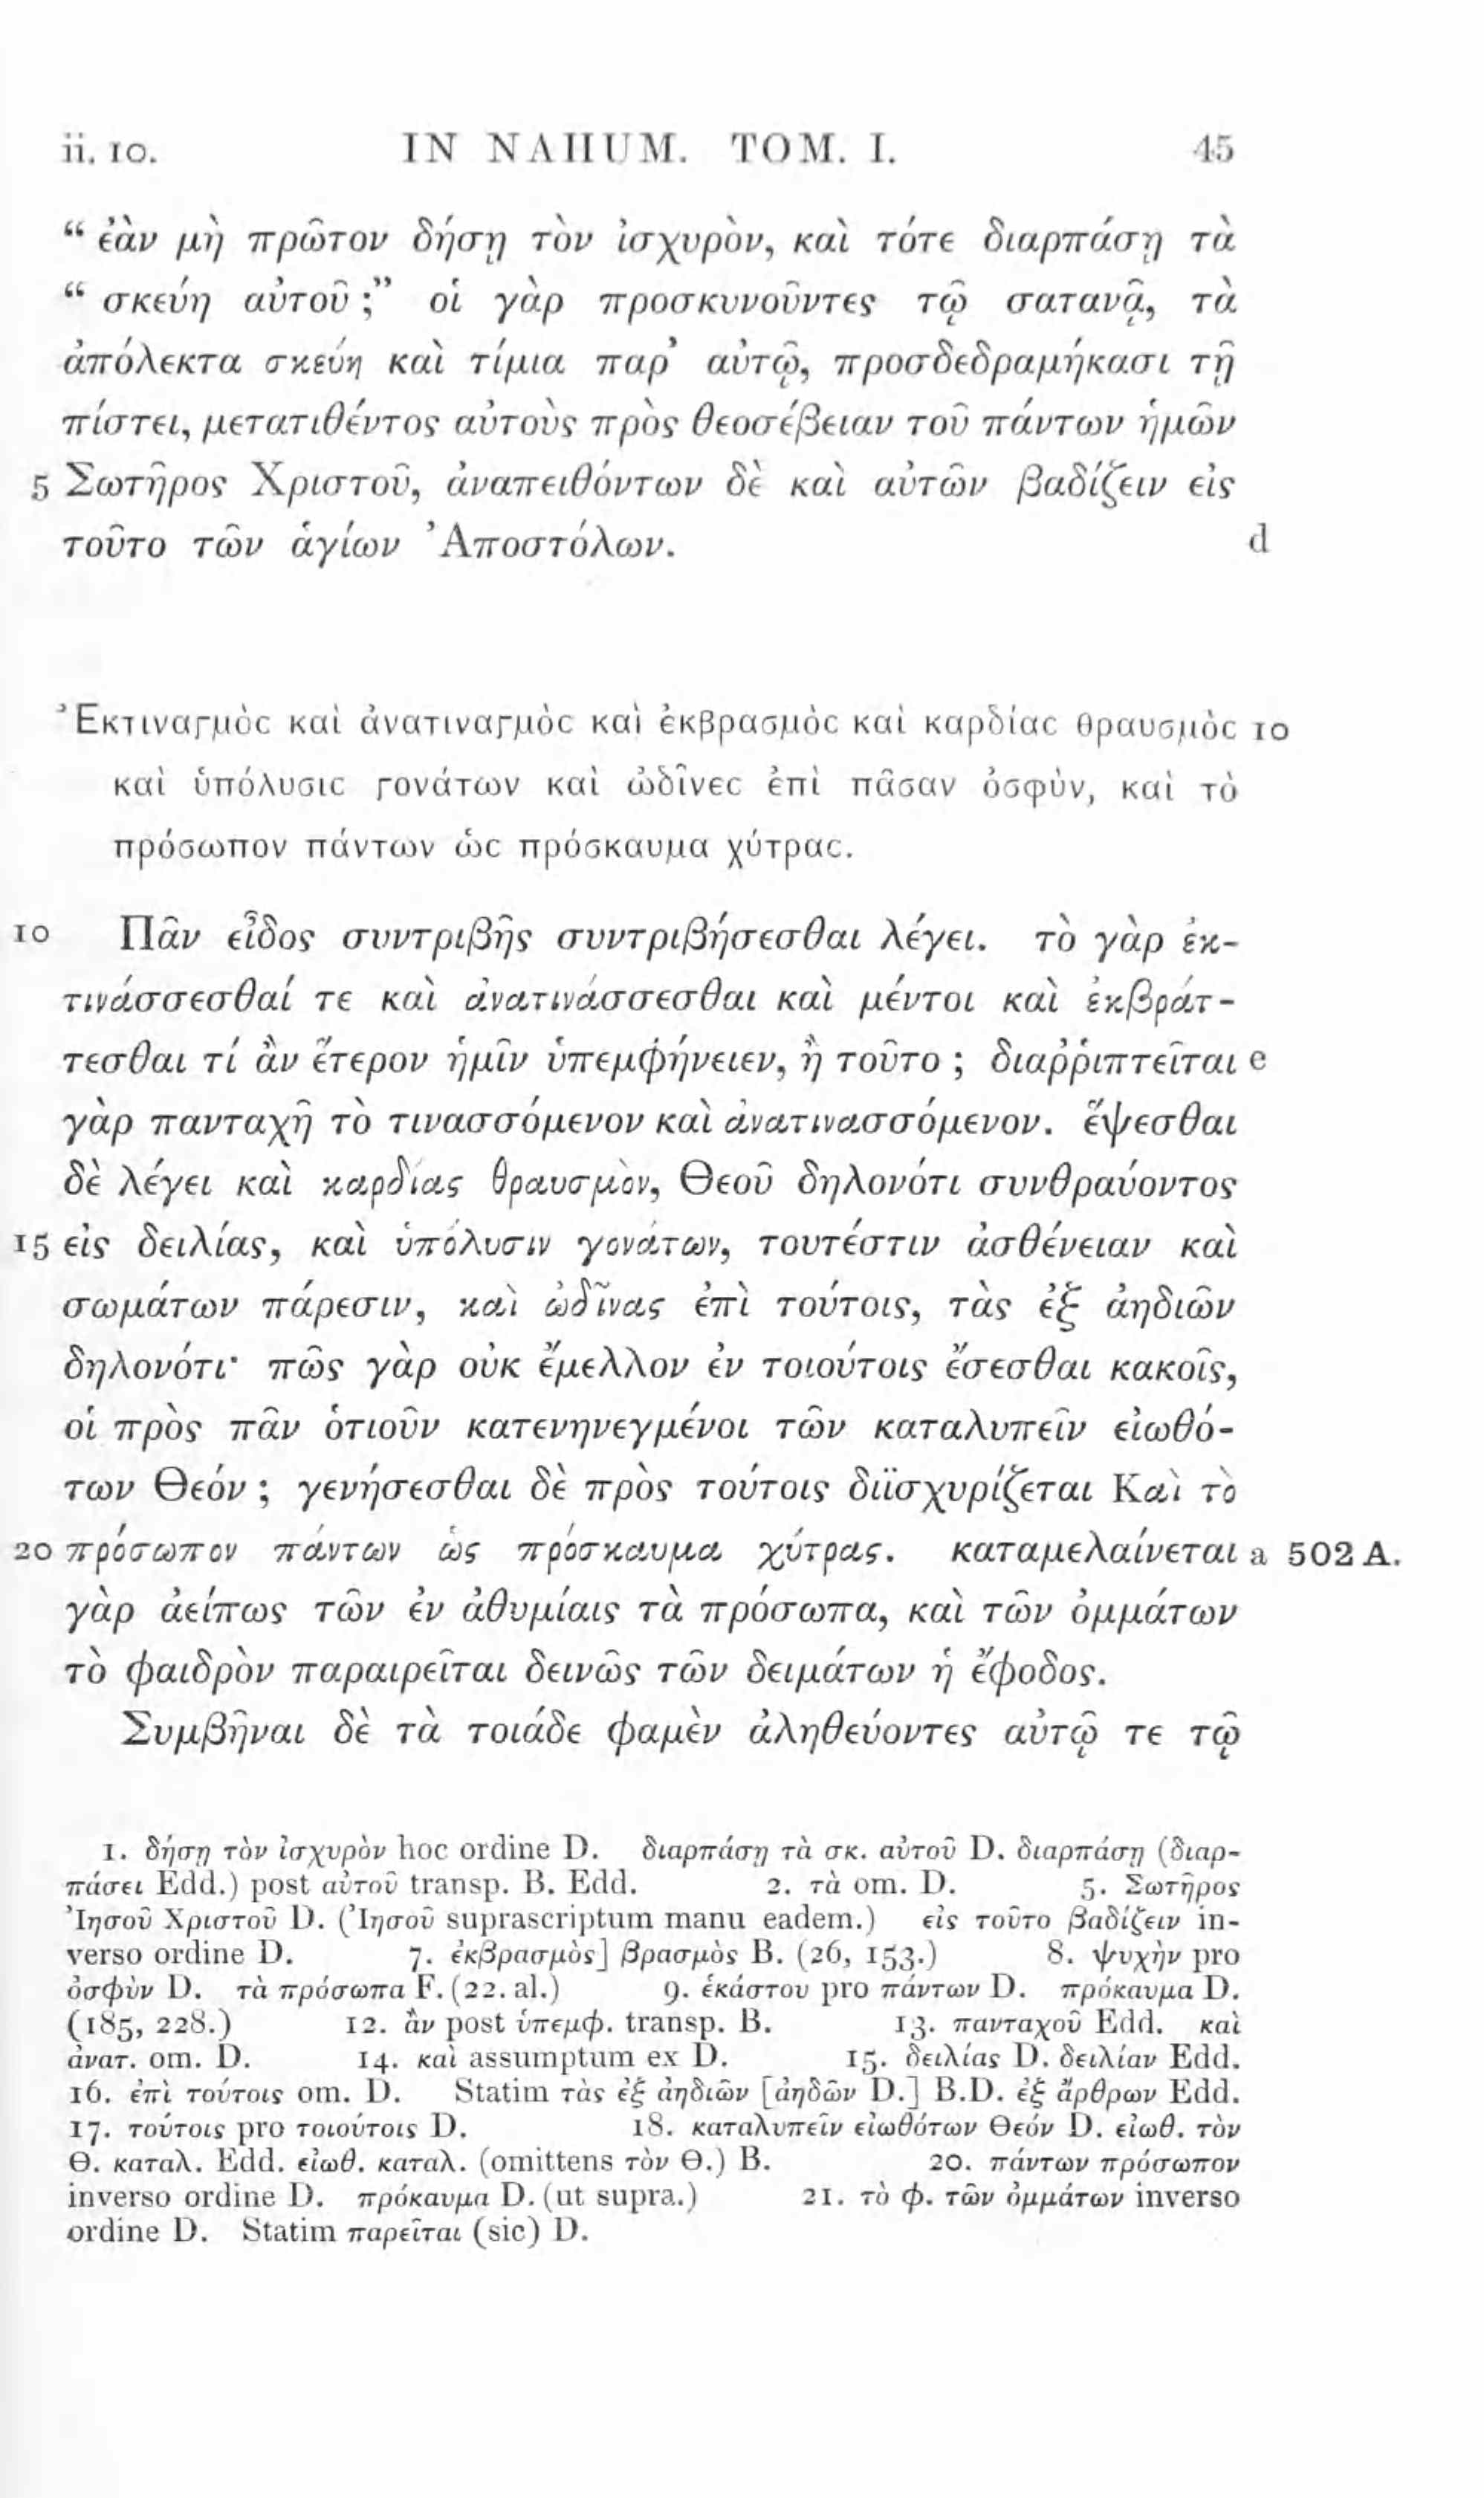 ii. 10. IN NAHUM. TOM. I. 45
“ ἐὰν μὴ πρῶτον δήσῃ τὸν ἰσχυρὸν, καὶ τότε διαρπάσῃ τὰ
“ σκεύη αὐτοῦ ;” οἱ γὰρ προσκυνοῦντες τῷ σατανᾷ, τὰ
ἀπόλεκτα σκεύη καὶ τίμια παρ’ αὐτῷ, προσδεδραμήκασι τῇ
πίστει, μετατιθέντος αὐτοὺς πρὸς θεοσέβειαν τοῦ πάντων ἡμῶν
5 Σωτῆρος Χριστοῦ, ἀναπειθόντων δὲ καὶ αὐτῶν βαδίζειν εἰς
τοῦτο τῶν ἁγίων Ἀποστόλων. d
Ἐκτιναγμὸς καὶ ἀνατιναγμὸς καὶ ἐκβρασμὸς καὶ καρδίας θραυσμὸς 10
καὶ ὑπόλυσις γονάτων καὶ ὠδῖνες ἐπὶ πᾶσαν ὀσφὺν, καὶ τὸ
πρόσωπον πάντων ὡς πρόσκαυμα χύτρας.
10 Πᾶν εἶδος συντριβῆς συντριβήσεσθαι λέγει. τὸ γὰρ ἐκ-
τινάσσεσθαί τε καὶ ἀνατινάσσεσθαι καὶ μέντοι καὶ ἐκβράτ-
τεσθαι τί ἂν ἕτερον ἡμῖν ὑπεμφήνειεν, ἢ τοῦτο ; διαῤῥιπτεῖται e
γὰρ πανταχῆ τὸ τινασσόμενον καὶ ἀνατινασσόμενον. ἕψεσθαι
δὲ λέγει καὶ καρδίας θραυσμὸν, Θεοῦ δηλονότι συνθραύοντος
15 εἰς δειλίας, καὶ ὑπόλυσιν γονάτων, τουτέστιν ἀσθένειαν καὶ
σωμάτων πάρεσιν, καὶ ὠδῖνας ἐπὶ τούτοις, τὰς ἐξ ἀηδιῶν
δηλονότι· πῶς γὰρ οὐκ ἔμελλον ἐν τοιούτοις ἔσεσθαι κακοῖς,
οἱ πρὸς πᾶν ὁτιοῦν κατενηνεγμένοι τῶν καταλυπεῖν εἰωθό-
των Θεόν ; γενήσεσθαι δὲ πρὸς τούτοις διϊσχυρίζεται Καὶ τὸ
20 πρόσωπον πάντων ὡς πρόσκαυμα χύτρας. καταμελαίνεται a 502 A.
γὰρ ἀείπως τῶν ἐν ἀθυμίαις τὰ πρόσωπα, καὶ τῶν ὀμμάτων
τὸ φαιδρὸν παραιρεῖται δεινῶς τῶν δειμάτων ἡ ἔφοδος.
Συμβῆναι δὲ τὰ τοιάδε φαμὲν ἀληθεύοντες αὐτῷ τε τῷ
1. δήσῃ τὸν ἰσχυρὸν hoc ordine D. διαρπάσῃ τὰ σκ. αὐτοῦ D. διαρπάσῃ (διαρ-
πάσει Edd.) post αὐτοῦ transp. B. Edd. 2. τὰ om. D. 5. Σωτῆρος
Ἰησοῦ Χριστοῦ D. (Ἰησοῦ suprascriptum manu eadem.) εἰς τοῦτο βαδίζειν in-
verso ordine D. 7. ἐκβρασμὸς] βρασμὸς B. (26, 153.) 8. ψυχὴν pro
ὀσφὺν D. τὰ πρόσωπα F. (22. al.) 9. ἑκάστου pro πάντων D. πρόκαυμα D.
(185, 228.) 12. ἂν post ὑπεμφ. transp. B. 13. πανταχοῦ Edd. καὶ
ἀνατ. om. D. 14. καὶ assumptum ex D. 15. δειλίας D. δειλίαν Edd.
16. ἐπὶ τούτοις om. D. Statim τὰς ἐξ ἀηδιῶν [ἀηδῶν D.] B.D. ἐξ ἄρθρων Edd.
17. τούτοις pro τοιούτοις D. 18. καταλυπεῖν εἰωθότων Θεόν D. εἰωθ. τὸν
Θ. καταλ. Edd. εἰωθ. καταλ. (omittens τὸν Θ.) B. 20. πάντων πρόσωπον
inverso ordine D. πρόκαυμα D. (ut supra.) 21. τὸ φ. τῶν ὀμμάτων inverso
ordine D. Statim παρεῖται (sic) D.